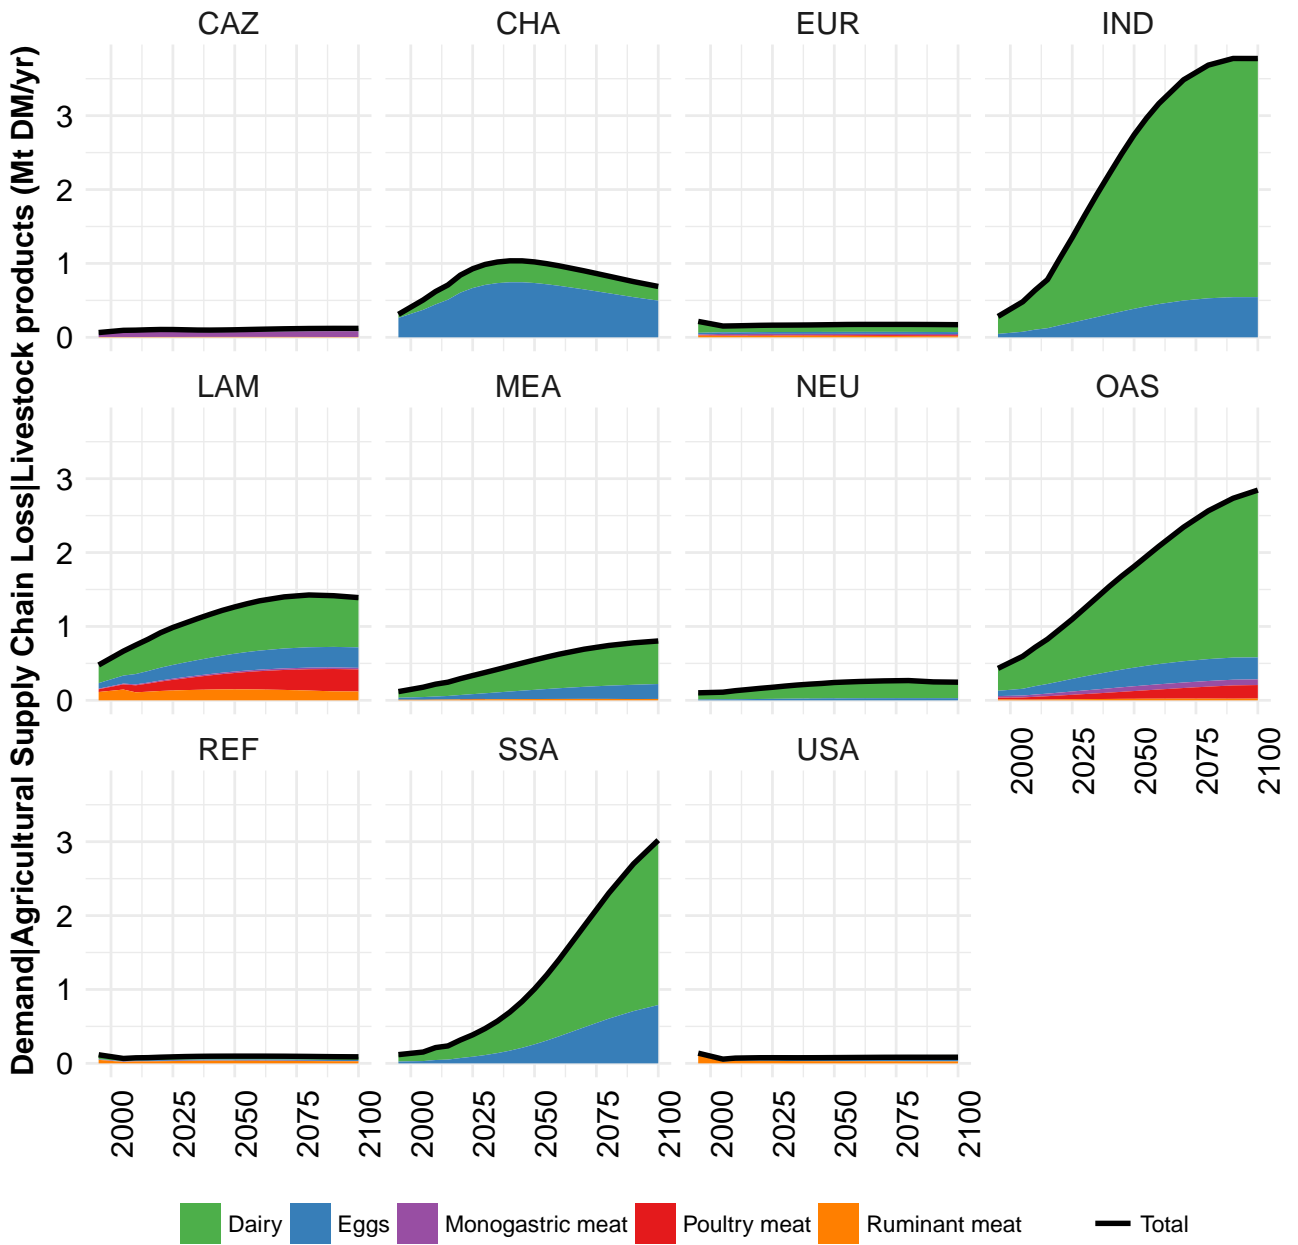 CAZ CHA EUR IND
Demand|Agricultural Supply Chain Loss|Livestock products (Mt DM/yr)
3
2
1
0
LAM MEA NEU OAS
3
2
1
0
2000 2025 2050 2075 2100
REF SSA USA
3
2
1
0
2000 2025 2050 2075 2100 2000 2025 2050 2075 2100 2000 2025 2050 2075 2100
Dairy Eggs Monogastric meat Poultry meat Ruminant meat Total